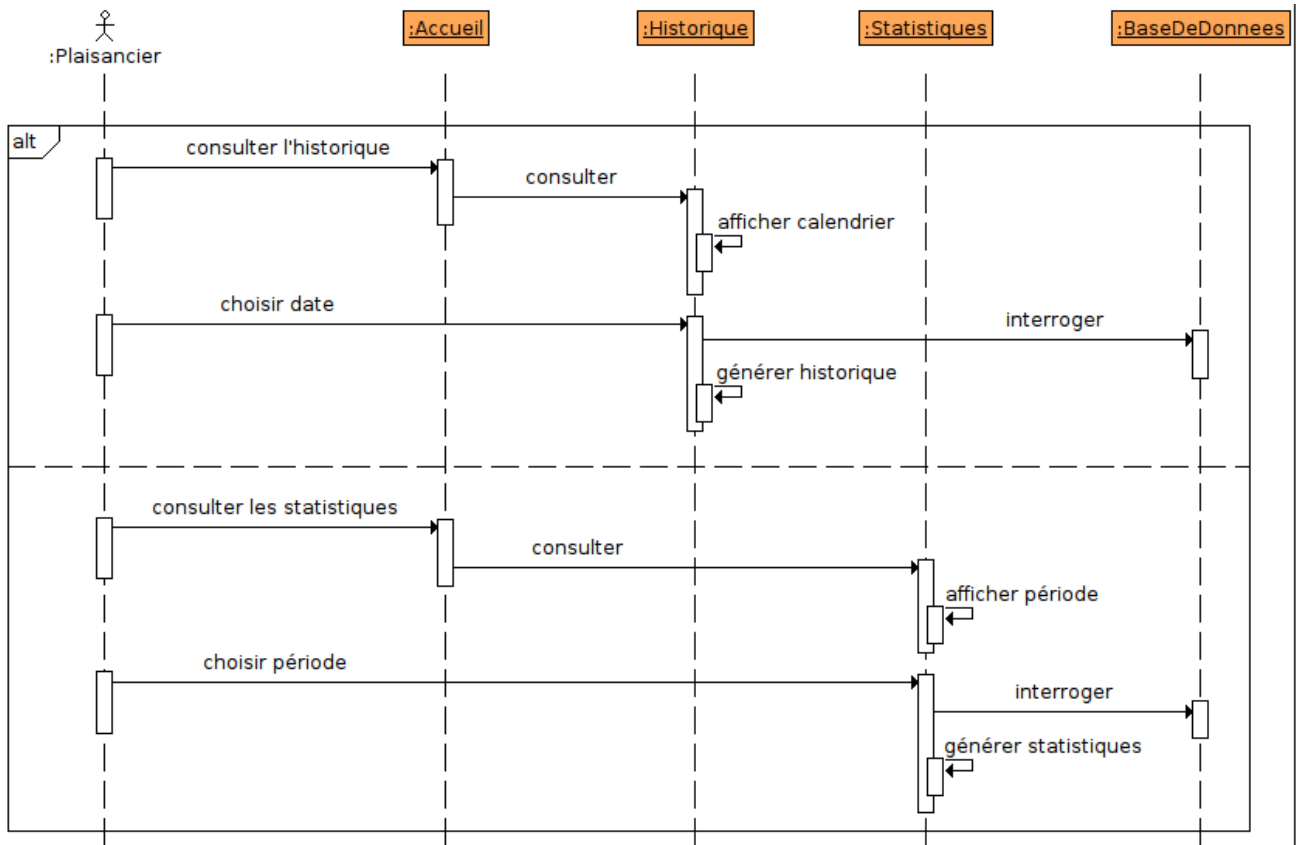 :Plaisancier
:Accueil
:Historique
:Statistiques
:BaseDeDonnees
alt
consulter l'historique
consulter
afficher calendrier
choisir date
interroger
générer historique
consulter les statistiques
consulter
afficher période
choisir période
interroger
générer statistiques